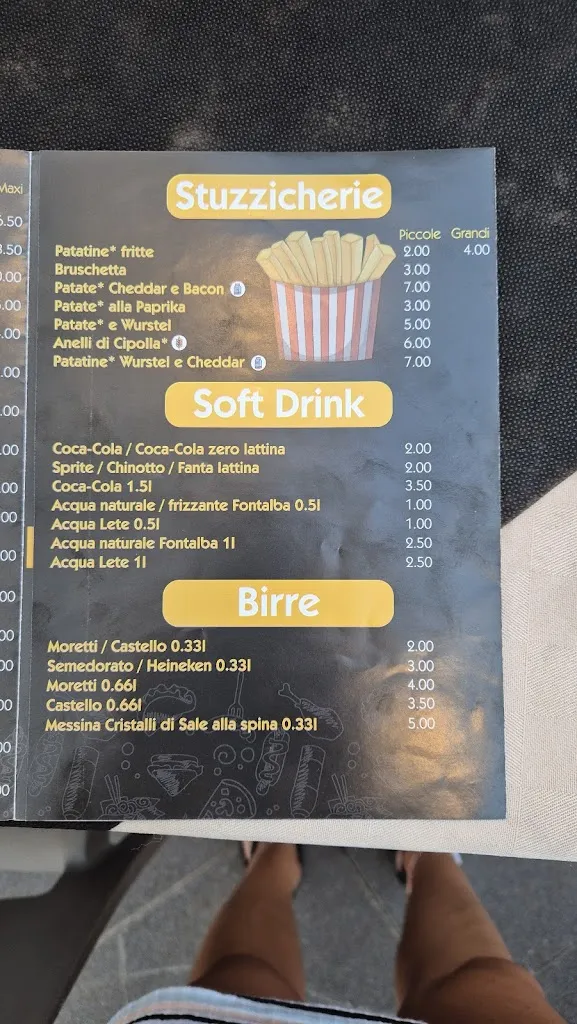 Maxi
Stuzzicherie
Piccole Grandi
Patatine* fritte 2.00 4.00
Bruschetta 3.00
Patate* Cheddar e Bacon 7.00
Patate* alla Paprika 3.00
Patate* e Wurstel 5.00
Anelli di Cipolla* 6.00
Patatine* Wurstel e Cheddar 7.00
Soft Drink
Coca-Cola / Coca-Cola zero lattina 2.00
Sprite / Chinotto / Fanta lattina 2.00
Coca-Cola 1.5l 3.50
Acqua naturale / frizzante Fontalba 0.5l 1.00
Acqua Lete 0.5l 1.00
Acqua naturale Fontalba 1l 2.50
Acqua Lete 1l 2.50
Birre
Moretti / Castello 0.33l 2.00
Semedorato / Heineken 0.33l 3.00
Moretti 0.66l 4.00
Castello 0.66l 3.50
Messina Cristalli di Sale alla spina 0.33l 5.00